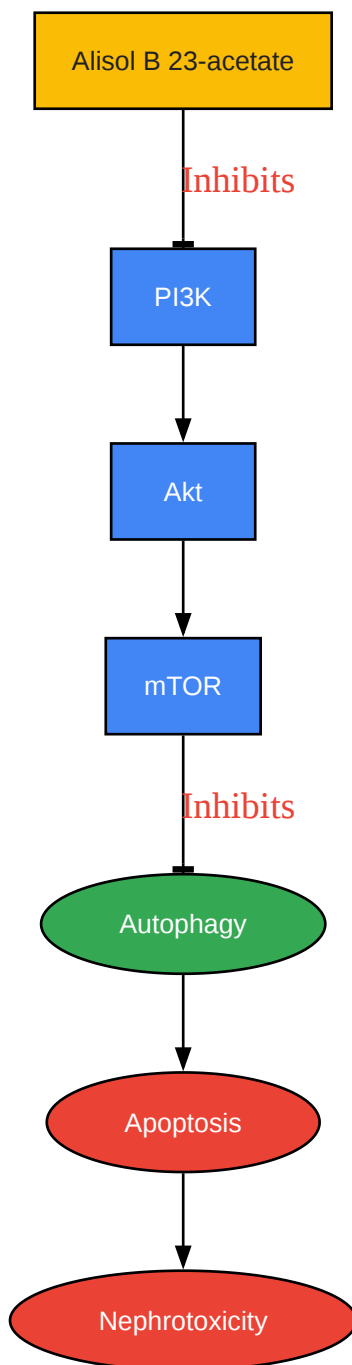 Alisol B 23-acetate
Inhibits
PI3K
Akt
mTOR
Inhibits
Autophagy
Apoptosis
Nephrotoxicity